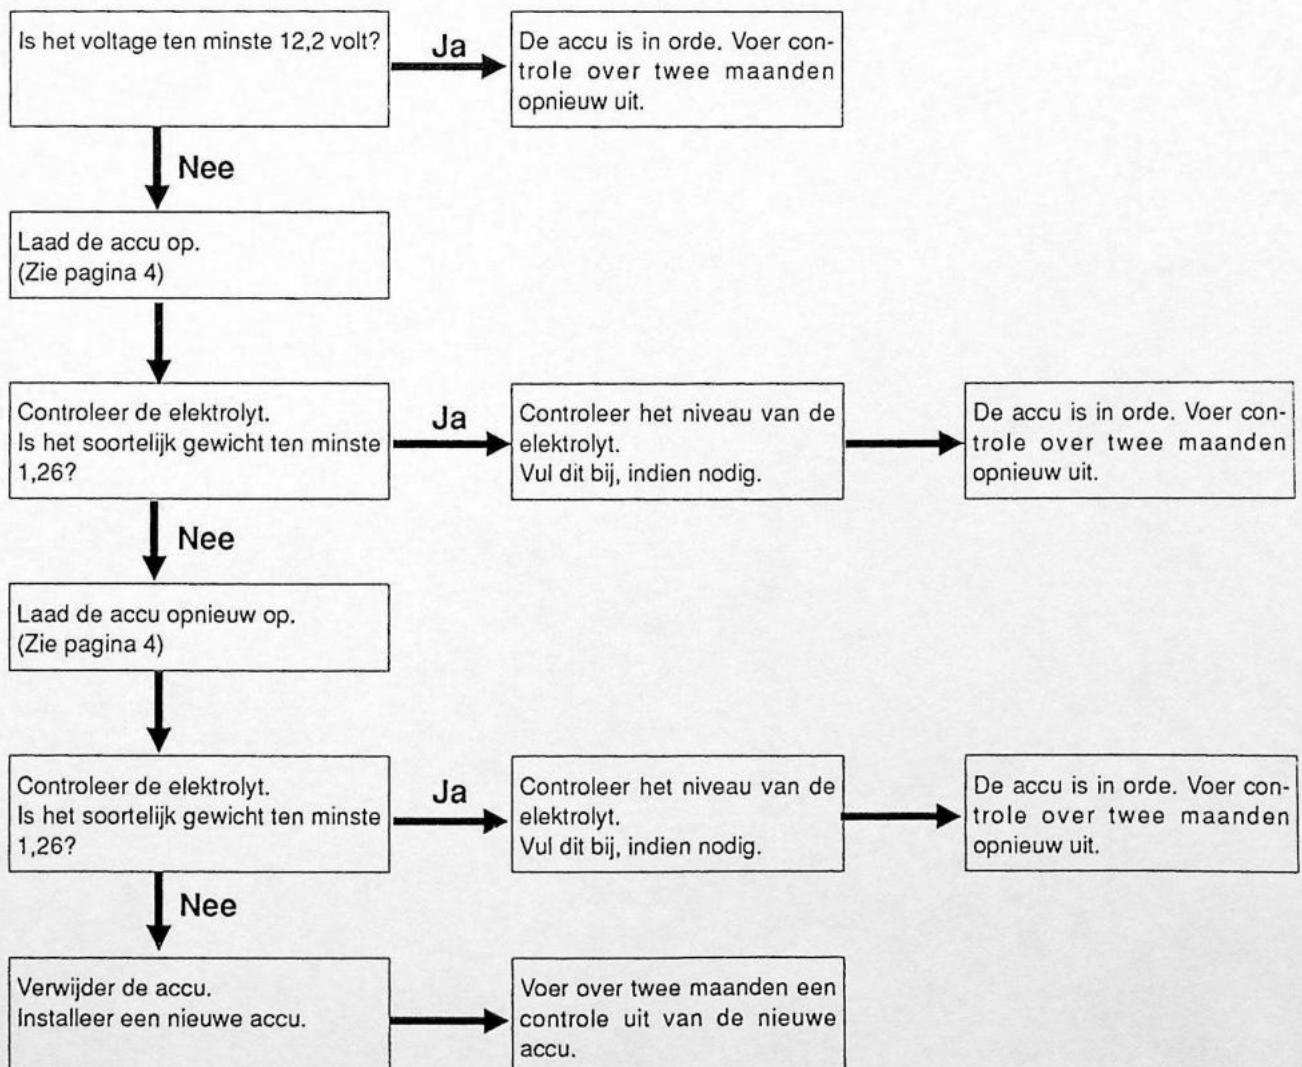 Is het voltage ten minste 12,2 volt?
Ja
De accu is in orde. Voer con-
trole over twee maanden
opnieuw uit.
Nee
Laad de accu op.
(Zie pagina 4)
Controleer de elektrolyt.
Is het soortelijk gewicht ten minste
1,26?
Ja
Controleer het niveau van de
elektrolyt.
Vul dit bij, indien nodig.
De accu is in orde. Voer con-
trole over twee maanden
opnieuw uit.
Nee
Laad de accu opnieuw op.
(Zie pagina 4)
Controleer de elektrolyt.
Is het soortelijk gewicht ten minste
1,26?
Ja
Controleer het niveau van de
elektrolyt.
Vul dit bij, indien nodig.
De accu is in orde. Voer con-
trole over twee maanden
opnieuw uit.
Nee
Verwijder de accu.
Installeer een nieuwe accu.
Voer over twee maanden een
controle uit van de nieuwe
accu.